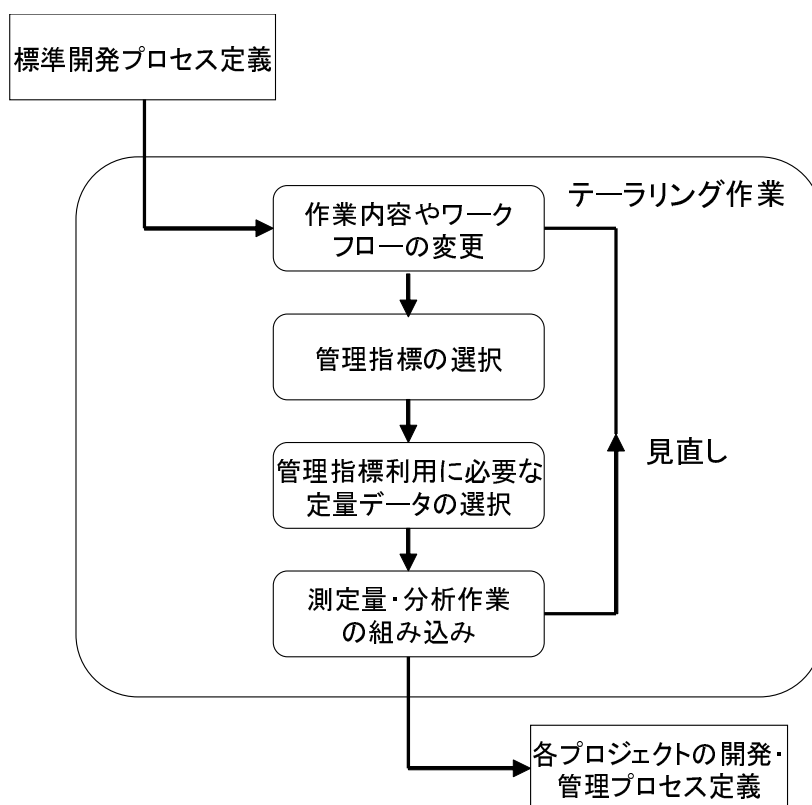 標準開発プロセス定義
テーラリング作業
作業内容やワーク
フローの変更
管理指標の選択
見直し
管理指標利用に必要な
定量データの選択
測定量・分析作業
の組み込み
各プロジェクトの開発・
管理プロセス定義